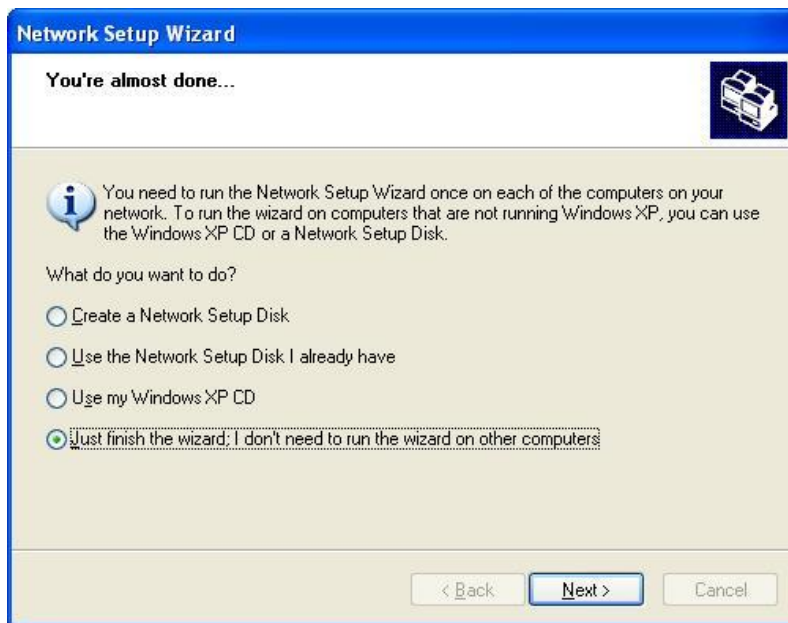 Network Setup Wizard
You're almost done...
You need to run the Network Setup Wizard once on each of the computers on your
network. To run the wizard on computers that are not running Windows XP, you can use
the Windows XP CD or a Network Setup Disk.
What do you want to do?
Create a Network Setup Disk
Use the Network Setup Disk I already have
Use my Windows XP CD
Just finish the wizard; I don't need to run the wizard on other computers
< Back Next > Cancel